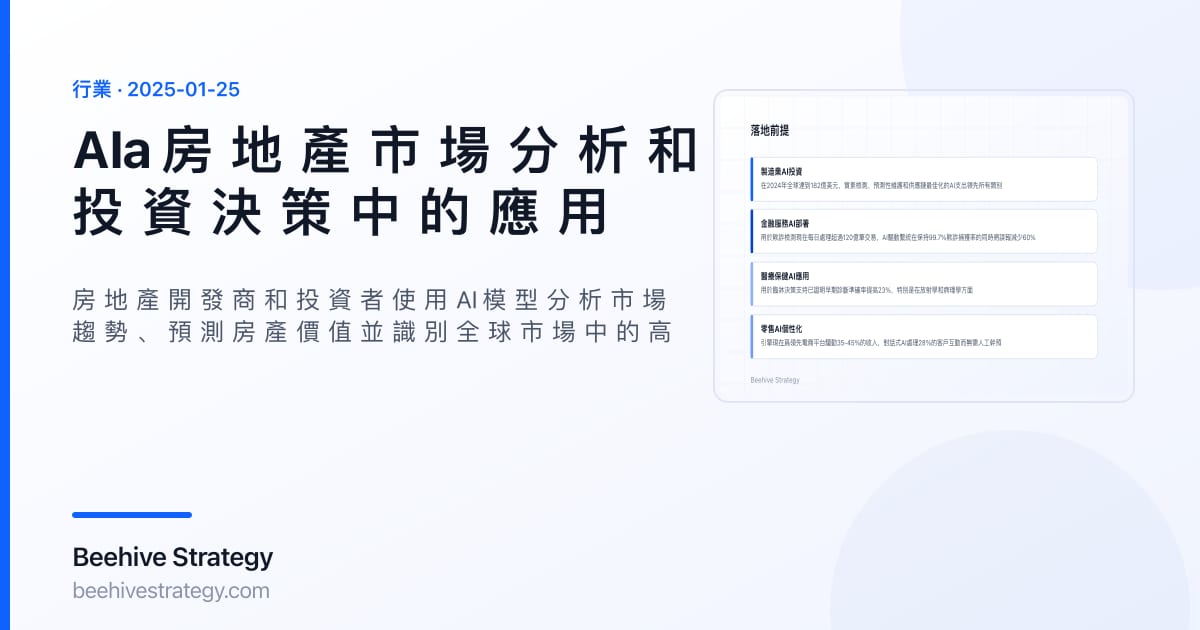 行業 · 2025-01-25
AIa房地產市場分析和
投資決策中的應用
房地產開發商和投資者使用AI模型分析市場
趨勢、預測房產價值並識別全球市場中的高
Beehive Strategy
beehivestrategy.com
落地前提
製造業AI投資
在2024年全球達到182億美元，質素檢測、預測性維護和供應鏈最佳化的AI支出領先所有類別
金融服務AI部署
用於欺詐檢測現在每日處理超過120億筆交易，AI驅動系統在保持99.7%欺詐捕獲率的同時將誤報減少60%
醫療保健AI應用
用於臨牀決策支持已證明早期診斷準確率提高23%，特別是在放射學和病理學方面
零售AI個性化
引擎現在爲領先電商平台驅動35-45%的收入，對話式AI處理28%的客戶互動而無需人工幹預
Beehive Strategy